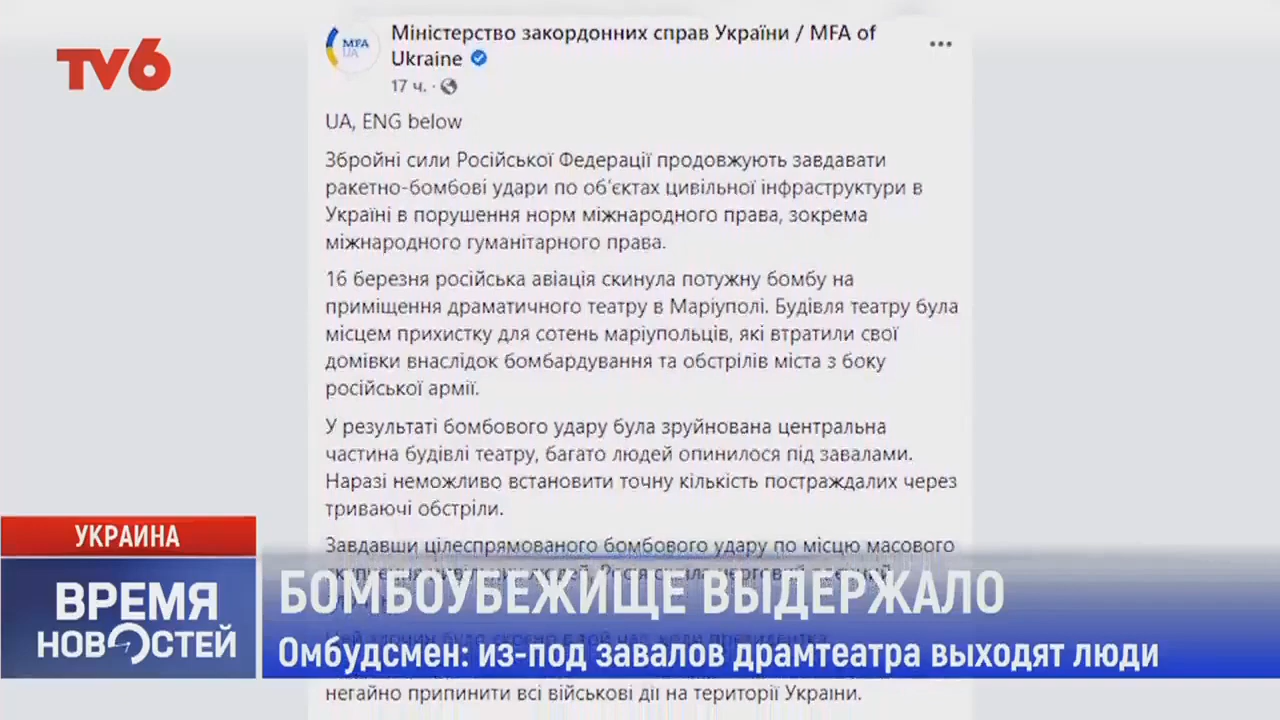 TV6
MFA
UA
Міністерство закордонних справ України / MFA of
Ukraine
17 ч.
UA, ENG below
Збройні сили Російської Федерації продовжують завдавати
ракетно-бомбові удари по об'єктах цивільної інфраструктури в
Україні в порушення норм міжнародного права, зокрема
міжнародного гуманітарного права.
16 березня російська авіація скинула потужну бомбу на
приміщення драматичного театру в Маріуполі. Будівля театру була
місцем прихистку для сотень маріупольців, які втратили свої
домівки внаслідок бомбардування та обстрілів міста з боку
російської армії.
У результаті бомбового удару була зруйнована центральна
частина будівлі театру, багато людей опинилося під завалами.
Наразі неможливо встановити точну кількість постраждалих через
триваючі обстріли.
Завдавши цілеспрямованого бомбового удару по місцю масового
негайно припинити всі військові дії на території України.
УКРАИНА
ВРЕМЯ
НОВОСТЕЙ
БОМБОУБЕЖИЩЕ ВЫДЕРЖАЛО
Омбудсмен: из-под завалов драмтеатра выходят люди